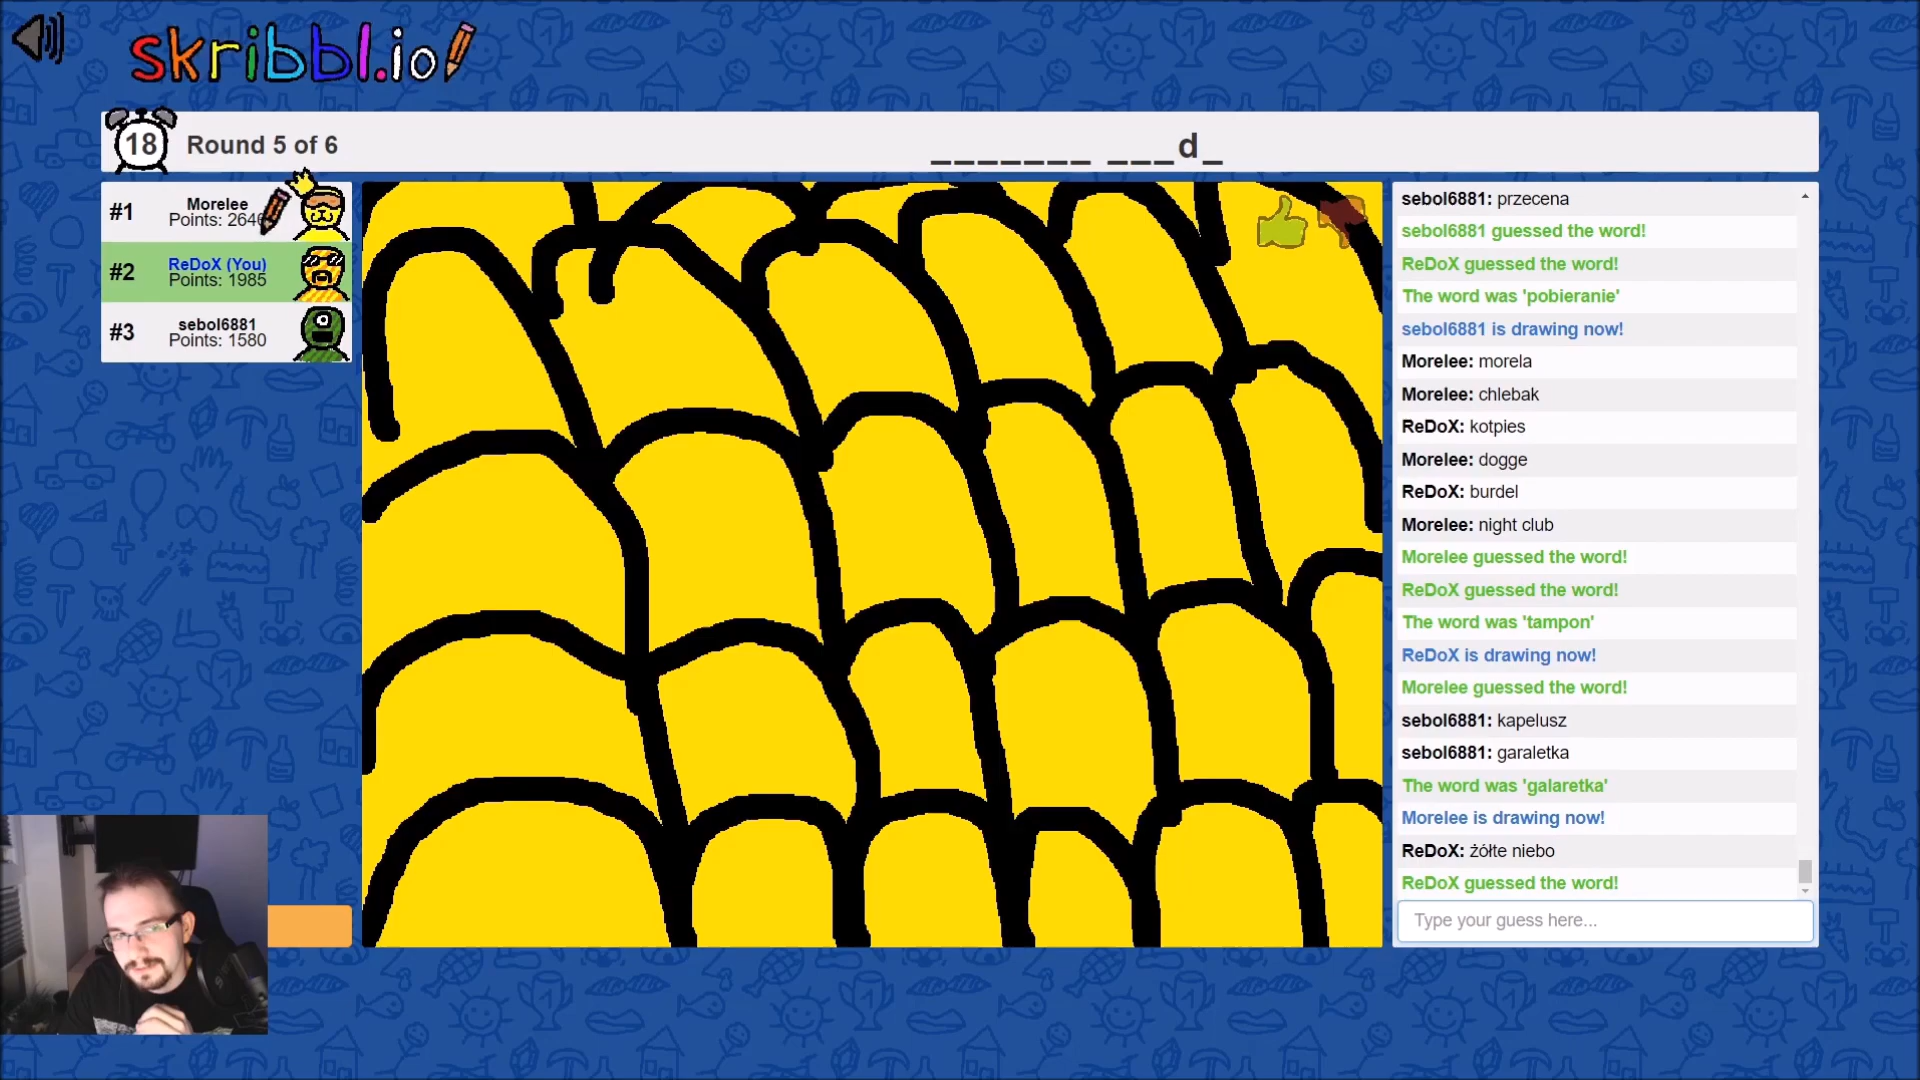 skribbl.io
18
Round 5 of 6
_______ ___d_
#1
Morelee
Points: 2646
#2
ReDoX (You)
Points: 1985
#3
sebol6881
Points: 1580
sebol6881: przecena
sebol6881 guessed the word!
ReDoX guessed the word!
The word was 'pobieranie'
sebol6881 is drawing now!
Morelee: morela
Morelee: chlebak
ReDoX: kotpies
Morelee: dogge
ReDoX: burdel
Morelee: night club
Morelee guessed the word!
ReDoX guessed the word!
The word was 'tampon'
ReDoX is drawing now!
Morelee guessed the word!
sebol6881: kapelusz
sebol6881: garaletka
The word was 'galaretka'
Morelee is drawing now!
ReDoX: żółte niebo
ReDoX guessed the word!
Type your guess here...